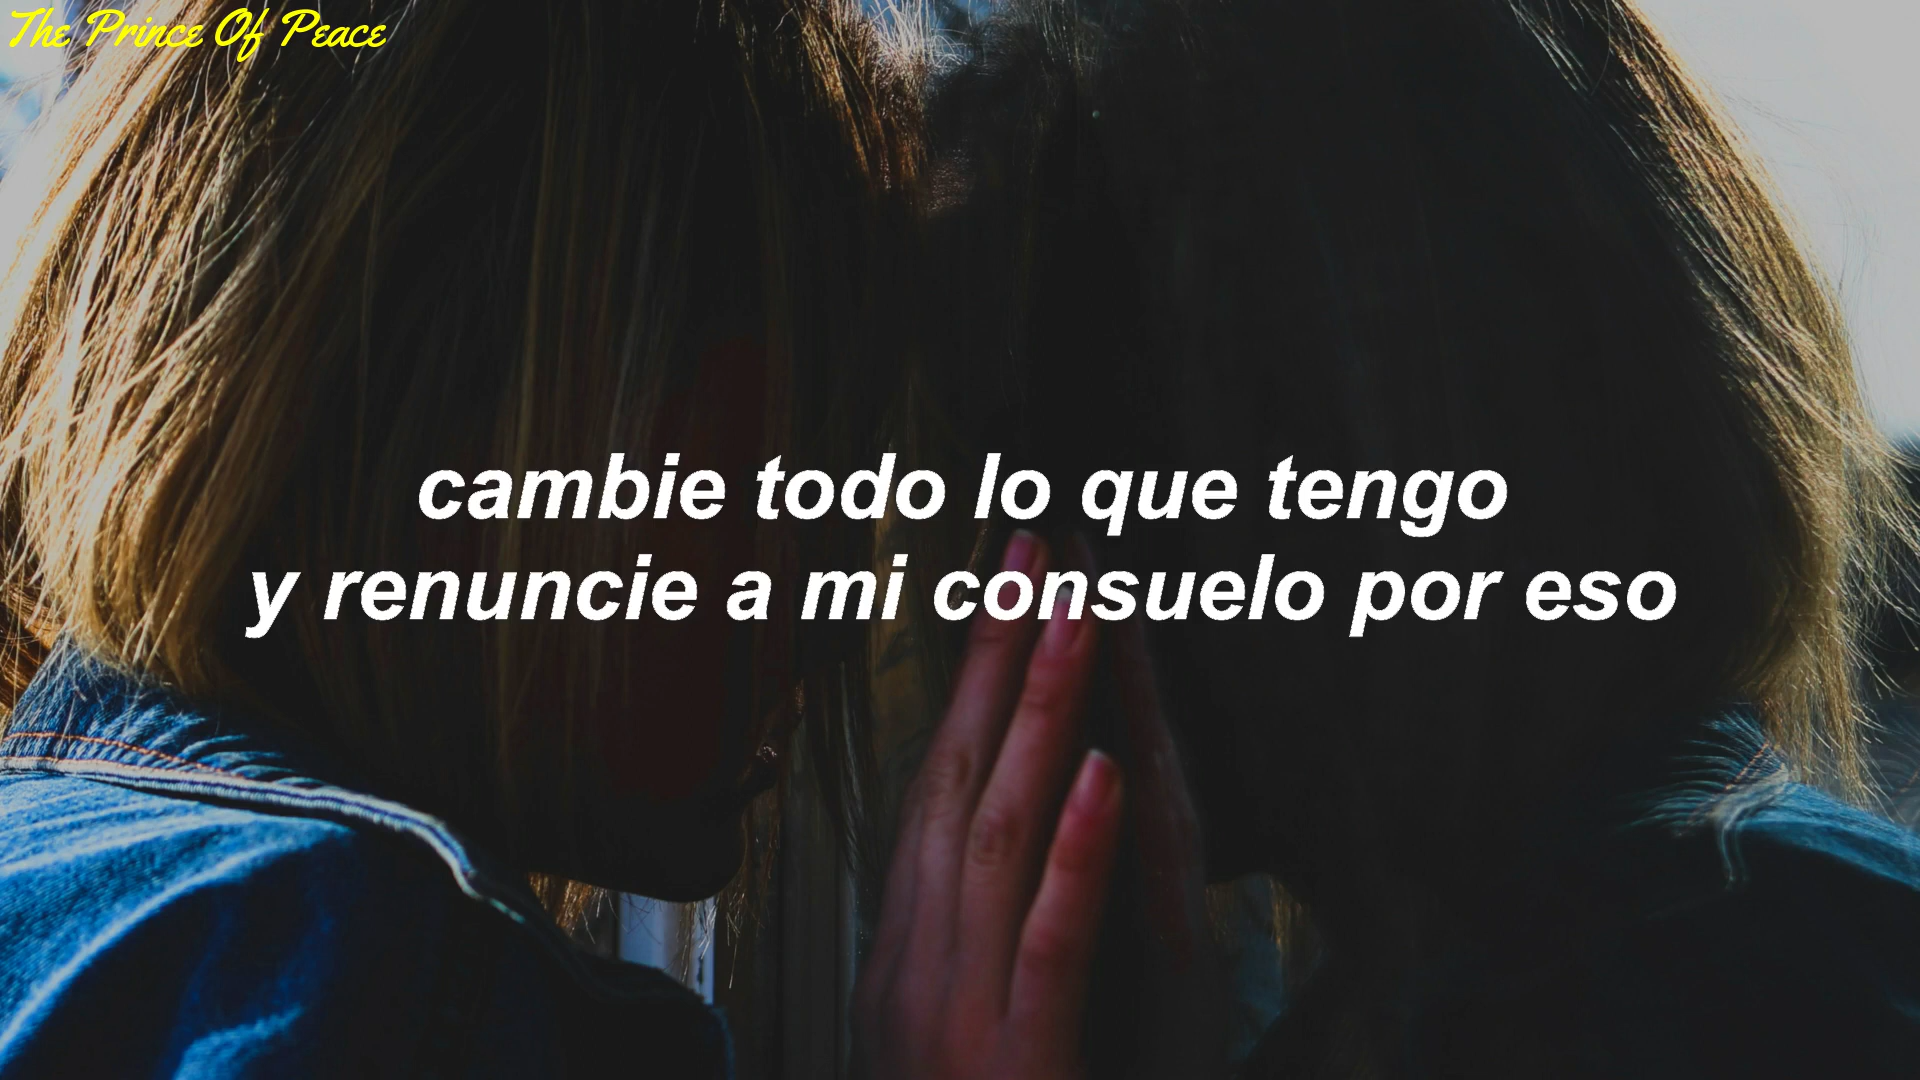 The Prince Of Peace
cambie todo lo que tengo
y renuncie a mi consuelo por eso